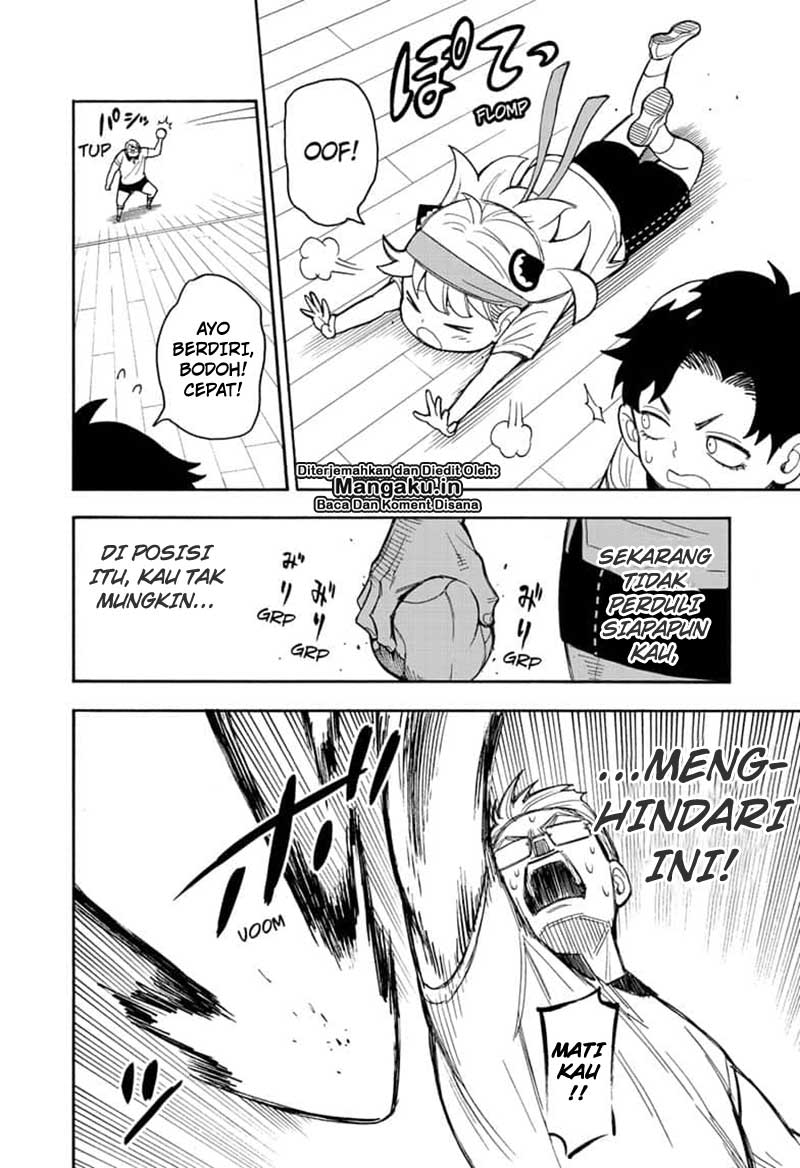 ぽてっ
FLOMP
OOF!
パシッ
TUP
AYO
BERDIRI,
BODOH!
CEPAT!
Diterjemahkan dan Diedit Oleh:
Mangaku.in
Baca Dan Koment Disana
SEKARANG
TIDAK
PERDULI
SIAPAPUN
KAU,
みり
GRP
みり
GRP
みり
GRP
DI POSISI
ITU, KAU TAK
MUNGKIN...
...MENG-
HINDARI
INI!
VOOM
MATI
KAU
!!